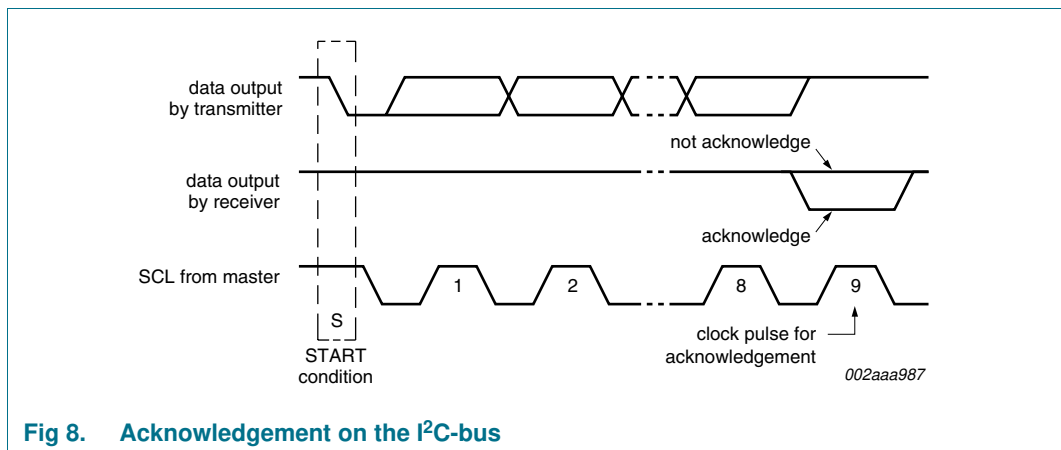 data output
by transmitter
not acknowledge
data output
by receiver
acknowledge
SCL from master
1
2
8
9
S
START
condition
clock pulse for
acknowledgement
002aaa987
Fig 8. Acknowledgement on the I²C-bus